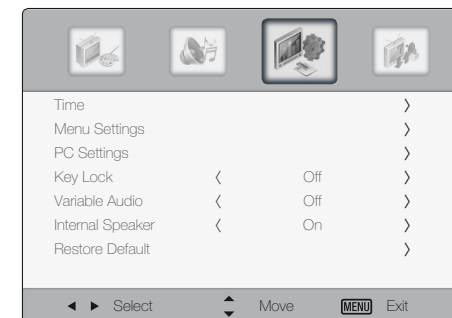 Time
Menu Settings
PC Settings
Key Lock Off
Variable Audio Off
Internal Speaker On
Restore Default
Select Move MENU Exit